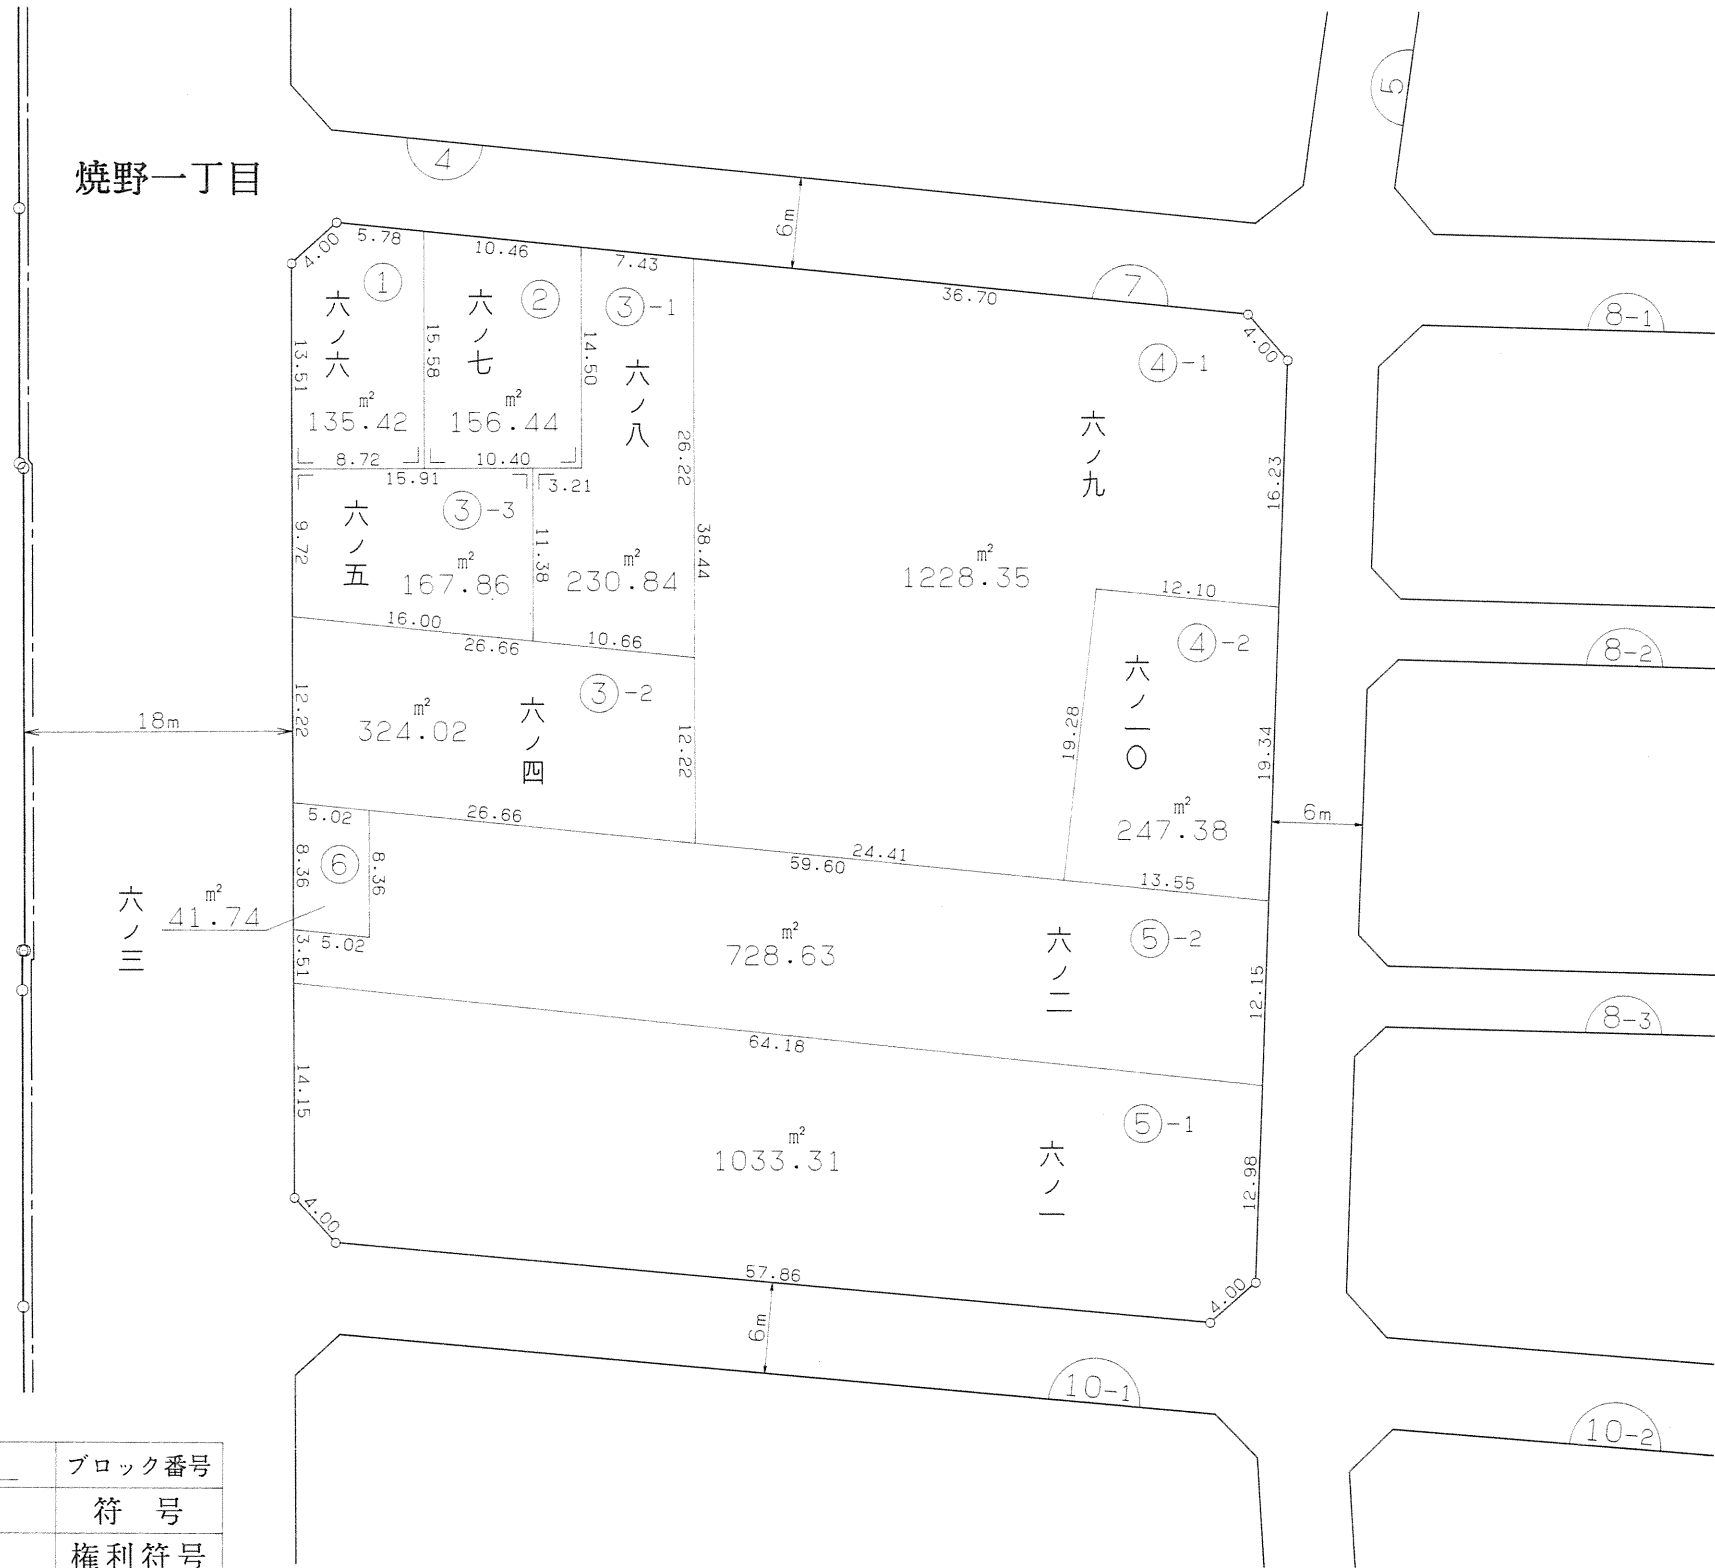 焼野一丁目
4
5
6m
7
8-1
4.00
5.78
10.46
7.43
36.70
4.00
①
②
③-1
④-1
六ノ六
六ノ七
六ノ八
六ノ九
13.51
15.58
14.50
26.22
38.44
16.23
m²
135.42
m²
156.44
8.72
10.40
15.91
3.21
③-3
六ノ五
9.72
11.38
m²
167.86
m²
230.84
m²
1228.35
12.10
16.00
26.66
10.66
④-2
8-2
③-2
六ノ一〇
12.22
m²
324.02
六ノ四
12.22
19.28
19.34
18m
m²
247.38
6m
5.02
26.66
24.41
59.60
13.55
8.36
⑥
8.36
六ノ三
m²
41.74
5.02
3.51
m²
728.63
六ノ二
⑤-2
12.15
8-3
64.18
14.15
⑤-1
m²
1033.31
六ノ一
12.98
4.00
57.86
4.00
6m
10-1
10-2
ブロック番号
符 号
権利符号